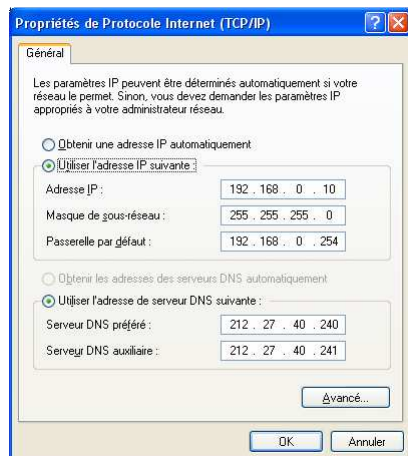 Propriétés de Protocole Internet (TCP/IP)
Général
Les paramètres IP peuvent être déterminés automatiquement si votre
réseau le permet. Sinon, vous devez demander les paramètres IP
appropriés à votre administrateur réseau.
Obtenir une adresse IP automatiquement
Utiliser l'adresse IP suivante :
Adresse IP : 192 . 168 . 0 . 10
Masque de sous-réseau : 255 . 255 . 255 . 0
Passerelle par défaut : 192 . 168 . 0 . 254
Obtenir les adresses des serveurs DNS automatiquement
Utiliser l'adresse de serveur DNS suivante :
Serveur DNS préféré : 212 . 27 . 40 . 240
Serveur DNS auxiliaire : 212 . 27 . 40 . 241
Avancé...
OK Annuler